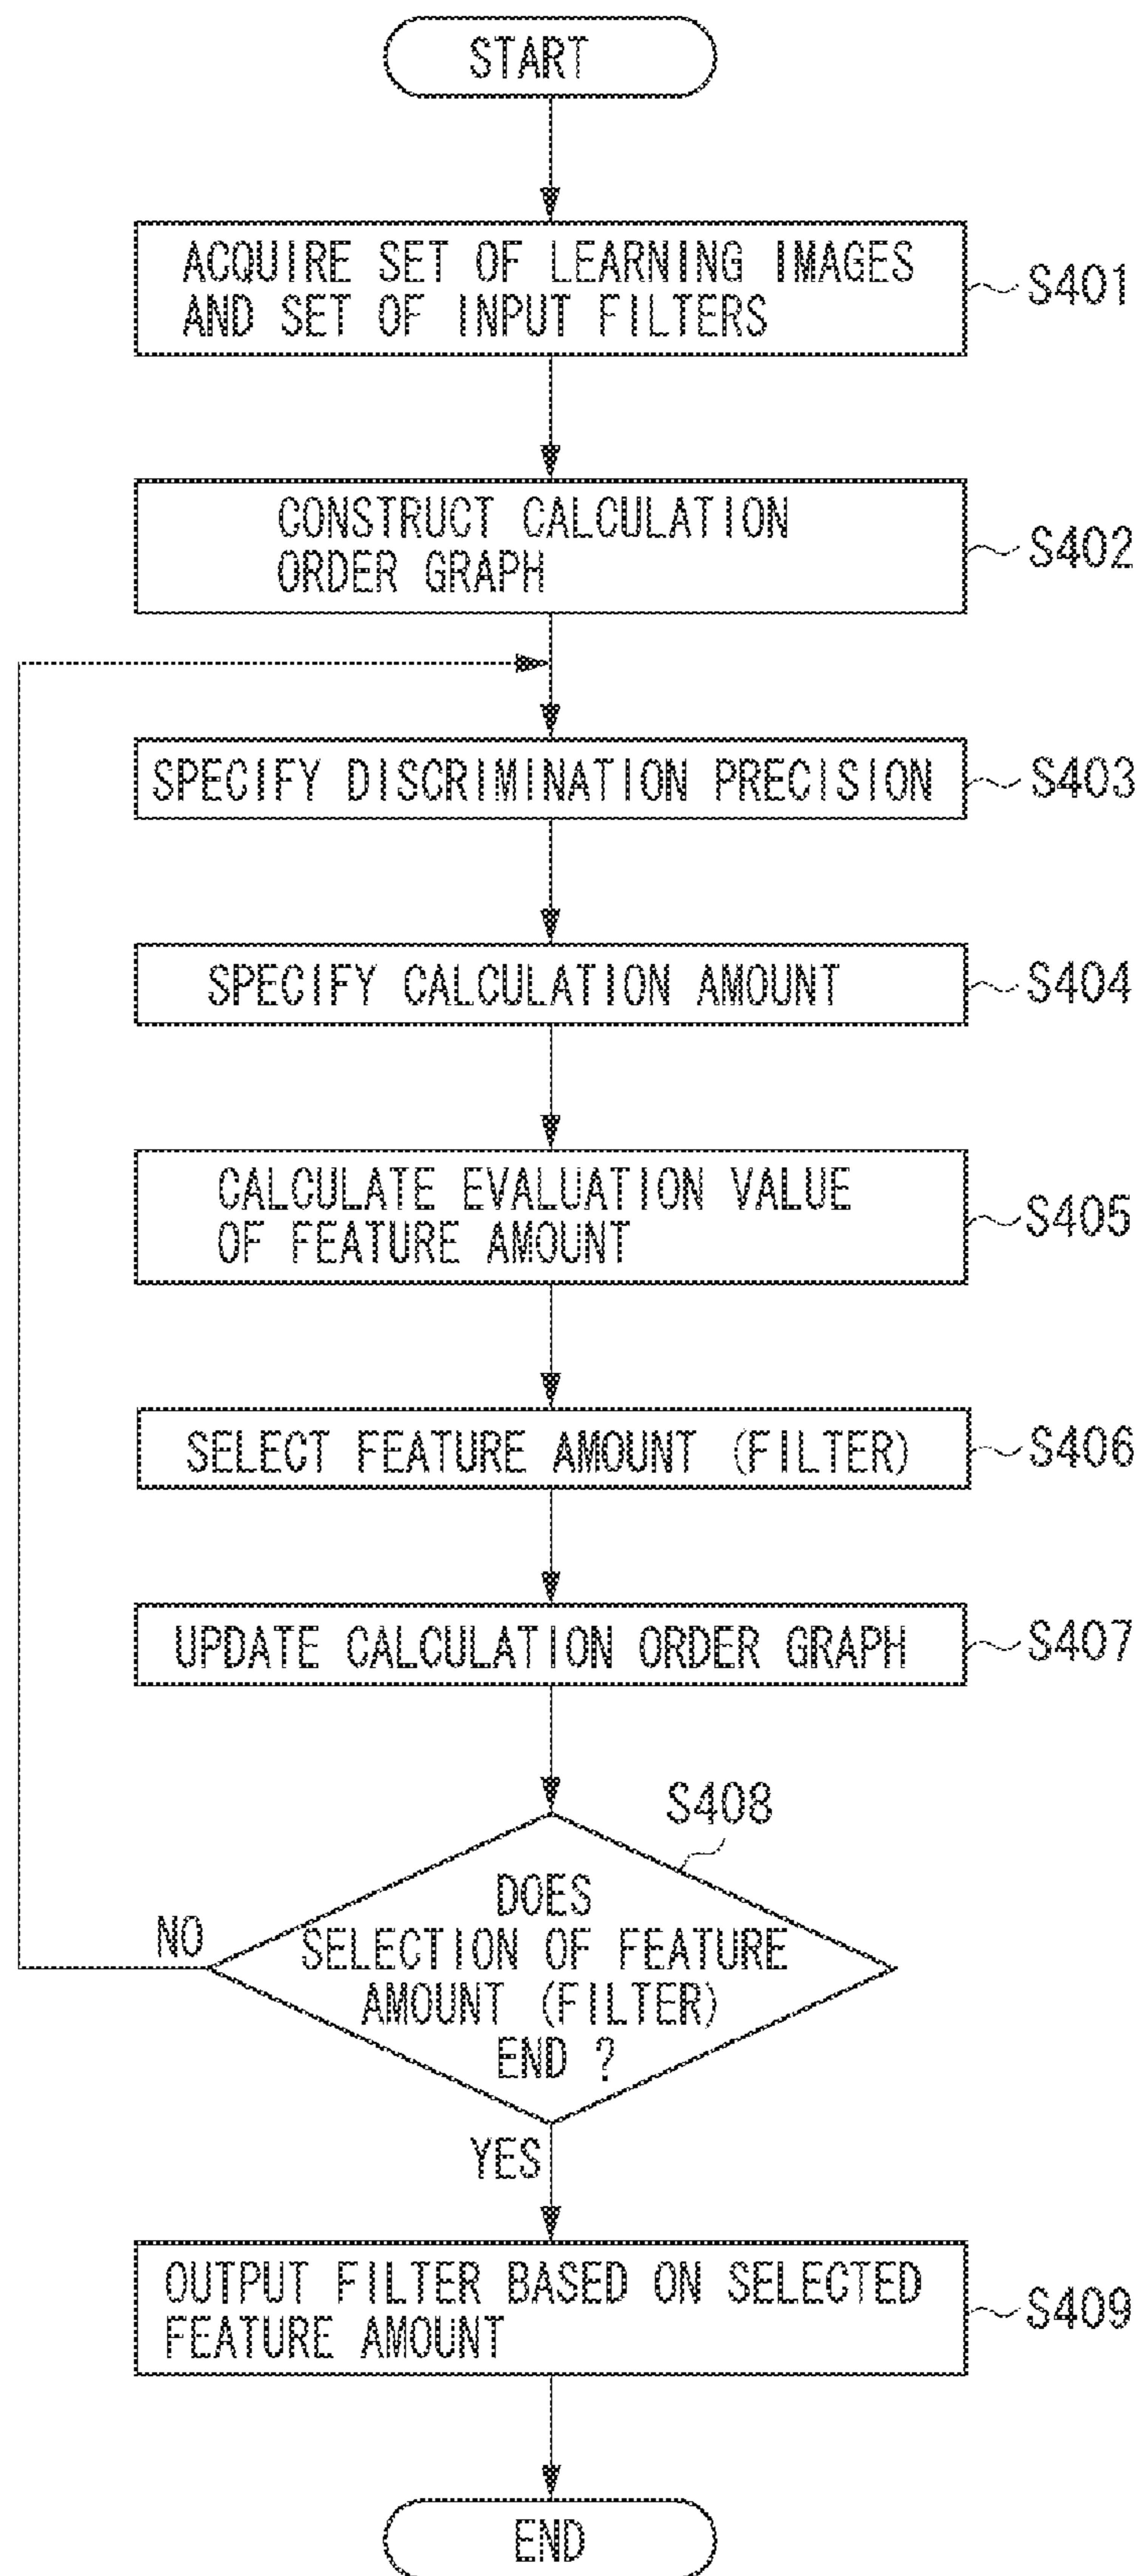 START
ACQUIRE SET OF LEARNING IMAGES
AND SET OF INPUT FILTERS
S401
CONSTRUCT CALCULATION
ORDER GRAPH
S402
SPECIFY DISCRIMINATION PRECISION
S403
SPECIFY CALCULATION AMOUNT
S404
CALCULATE EVALUATION VALUE
OF FEATURE AMOUNT
S405
SELECT FEATURE AMOUNT (FILTER)
S406
UPDATE CALCULATION ORDER GRAPH
S407
S408
DOES
SELECTION OF FEATURE
AMOUNT (FILTER)
END ?
NO
YES
OUTPUT FILTER BASED ON SELECTED
FEATURE AMOUNT
S409
END